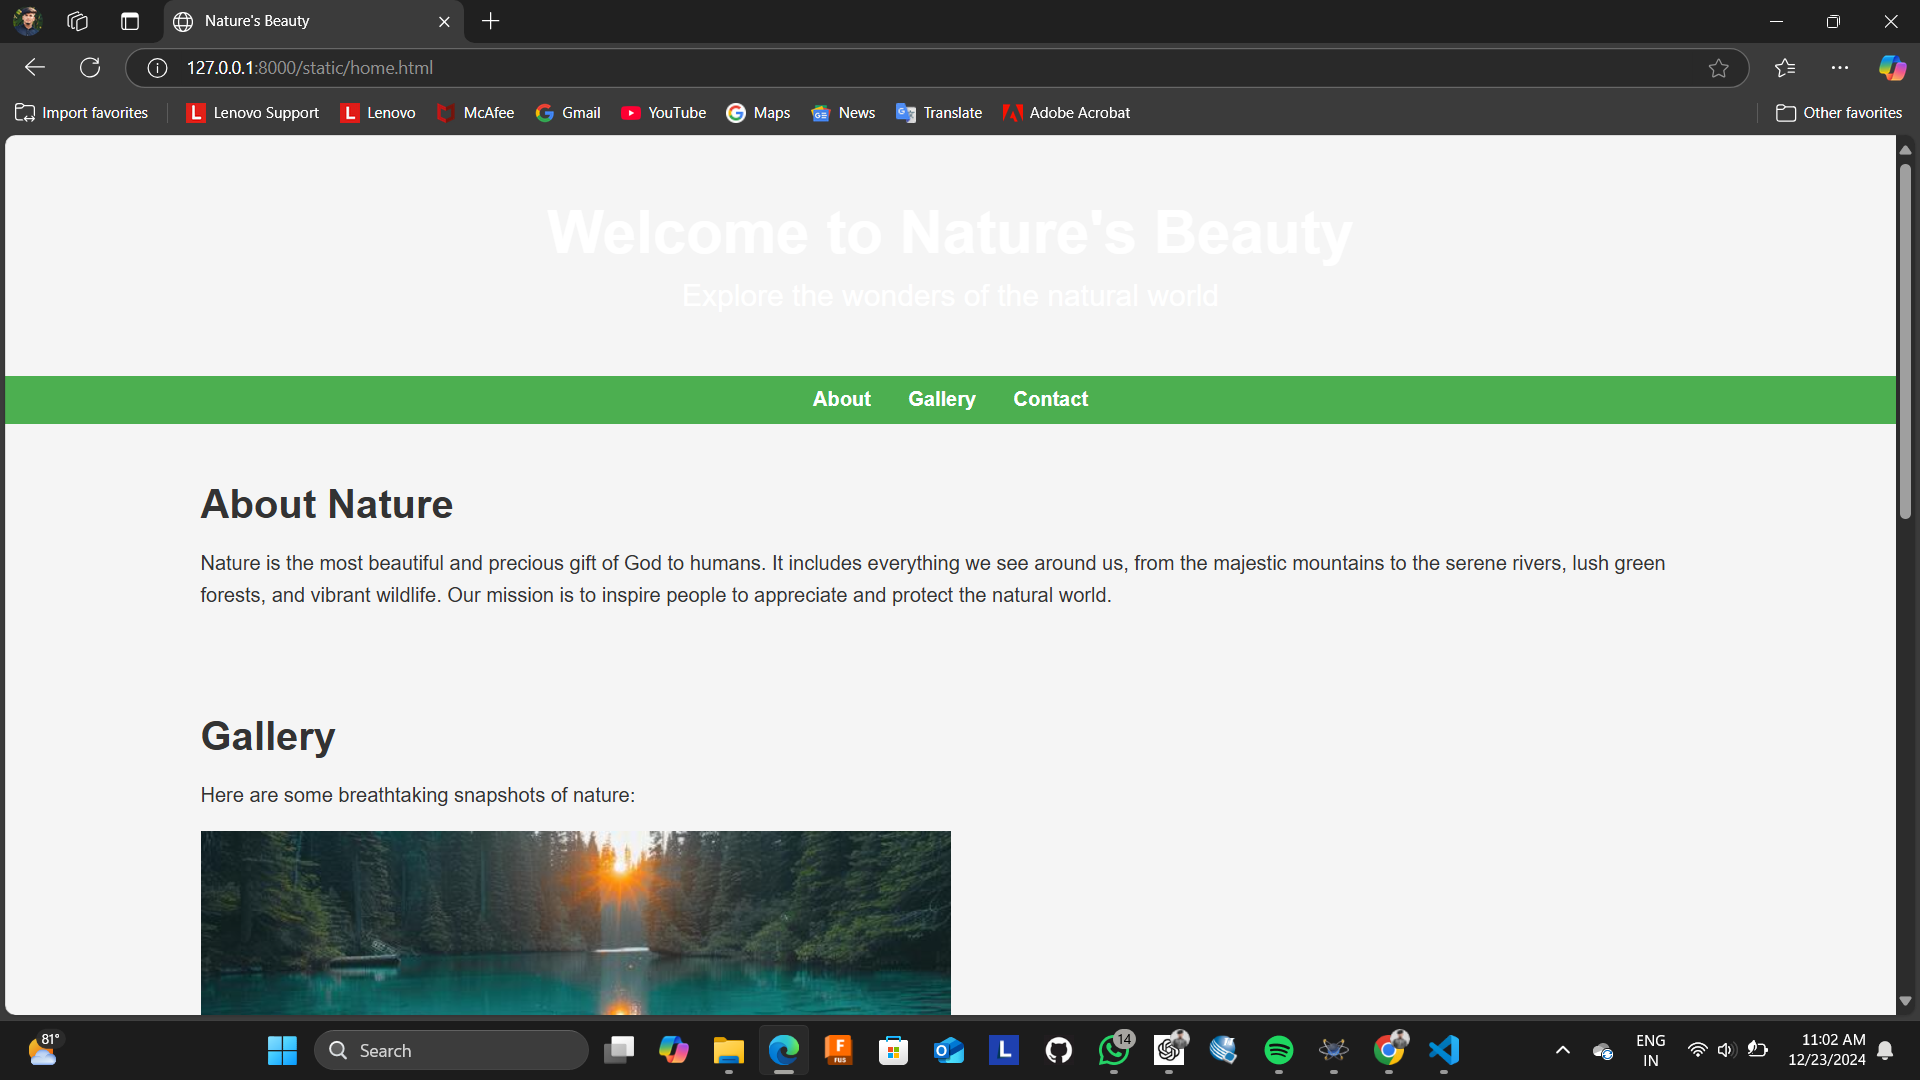 Nature's Beauty
127.0.0.1:8000/static/home.html
Import favorites Lenovo Support Lenovo McAfee Gmail YouTube Maps News Translate Adobe Acrobat Other favorites
Welcome to Nature's Beauty
Explore the wonders of the natural world
About Gallery Contact
About Nature
Nature is the most beautiful and precious gift of God to humans. It includes everything we see around us, from the majestic mountains to the serene rivers, lush green
forests, and vibrant wildlife. Our mission is to inspire people to appreciate and protect the natural world.
Gallery
Here are some breathtaking snapshots of nature:
81°
Search
F
FUS
L
14
ENG
IN
11:02 AM
12/23/2024